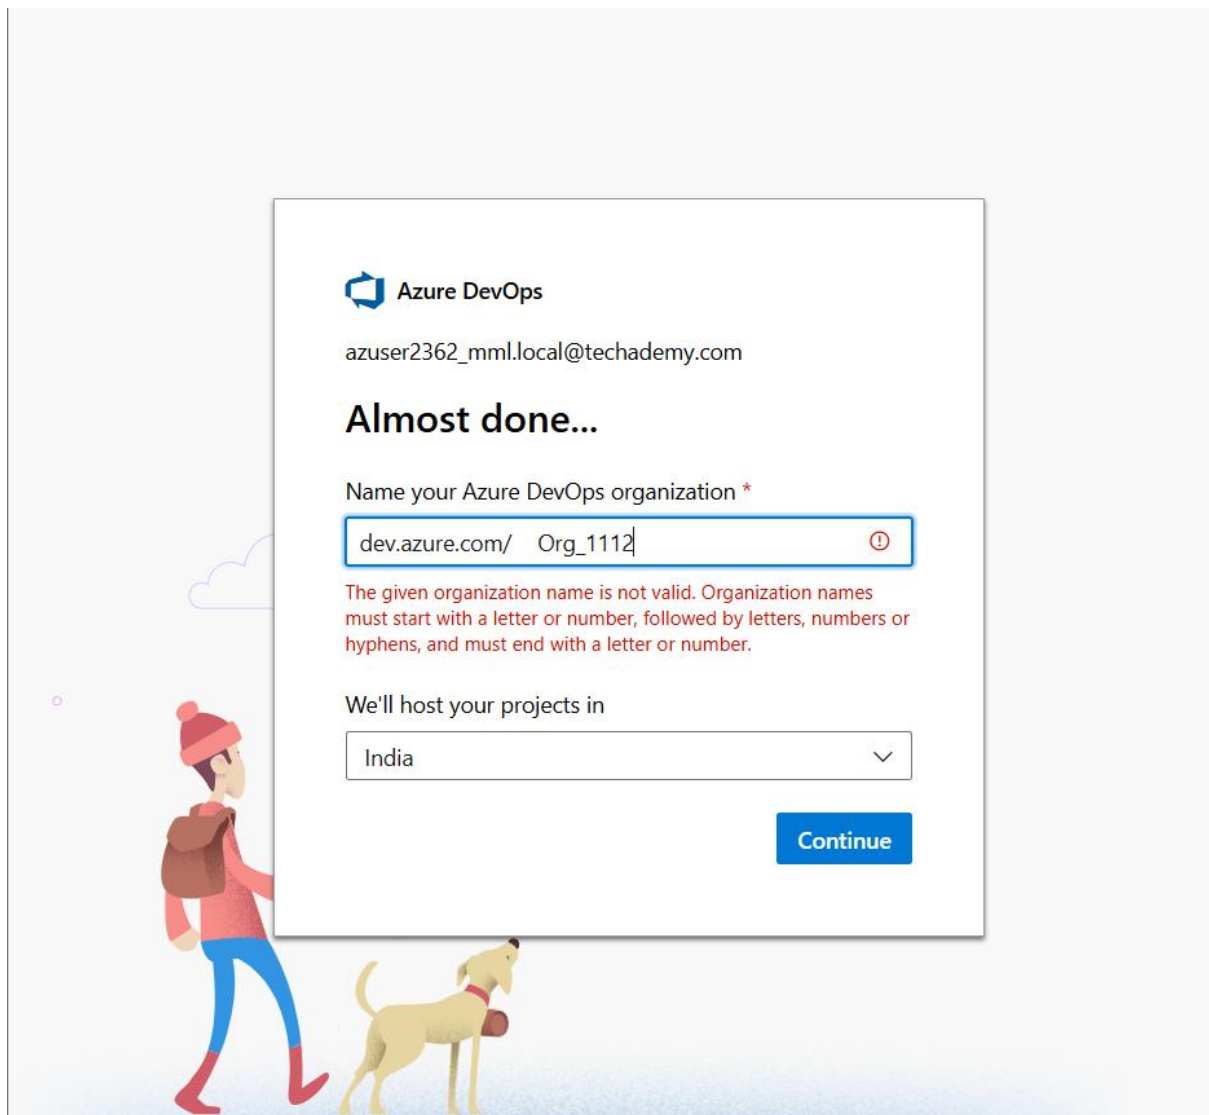 Azure DevOps
azuser2362_mml.local@techademy.com
Almost done...
Name your Azure DevOps organization *
dev.azure.com/ Org_1112
The given organization name is not valid. Organization names
must start with a letter or number, followed by letters, numbers or
hyphens, and must end with a letter or number.
We'll host your projects in
India
Continue